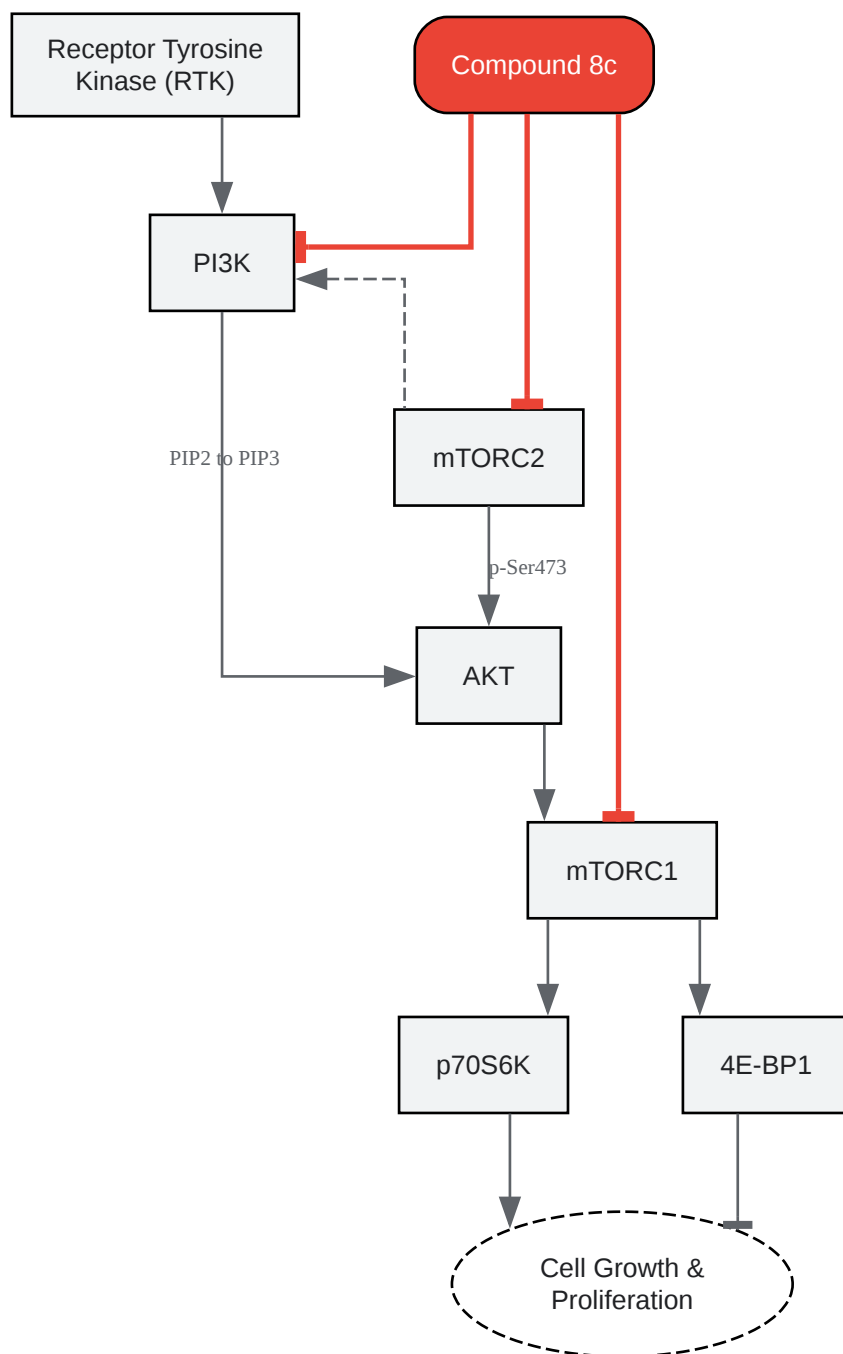 Receptor Tyrosine
Kinase (RTK)
Compound 8c
PI3K
PIP2 to PIP3
mTORC2
p-Ser473
AKT
mTORC1
p70S6K
4E-BP1
Cell Growth &
Proliferation